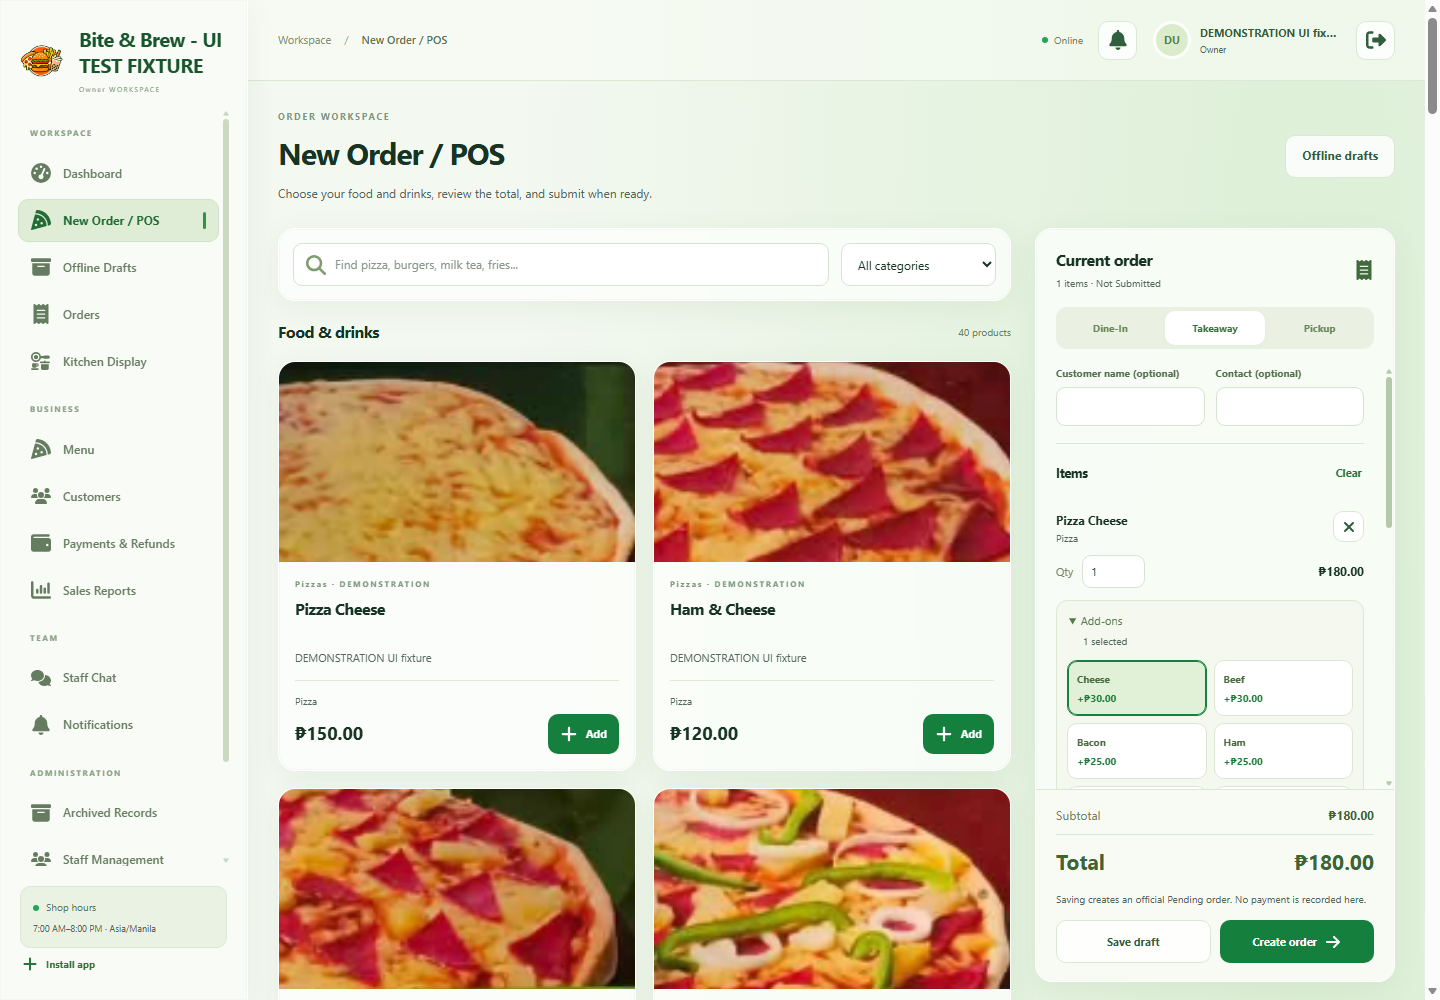 Bite & Brew - UI
TEST FIXTURE
Owner WORKSPACE
WORKSPACE
Dashboard
New Order / POS
Offline Drafts
Orders
Kitchen Display
BUSINESS
Menu
Customers
Payments & Refunds
Sales Reports
TEAM
Staff Chat
Notifications
ADMINISTRATION
Archived Records
Staff Management
Shop hours
7:00 AM–8:00 PM · Asia/Manila
Install app
Workspace / New Order / POS
Online
DU
DEMONSTRATION UI fix...
Owner
ORDER WORKSPACE
New Order / POS
Choose your food and drinks, review the total, and submit when ready.
Offline drafts
Find pizza, burgers, milk tea, fries...
All categories
Food & drinks
40 products
Pizzas · DEMONSTRATION
Pizza Cheese
DEMONSTRATION UI fixture
Pizza
₱150.00
Add
Pizzas · DEMONSTRATION
Ham & Cheese
DEMONSTRATION UI fixture
Pizza
₱120.00
Add
Current order
1 items · Not Submitted
Dine-In
Takeaway
Pickup
Customer name (optional)
Contact (optional)
Items
Clear
Pizza Cheese
Pizza
Qty 1
₱180.00
Add-ons
1 selected
Cheese
+₱30.00
Beef
+₱30.00
Bacon
+₱25.00
Ham
+₱25.00
Subtotal
₱180.00
Total
₱180.00
Saving creates an official Pending order. No payment is recorded here.
Save draft
Create order